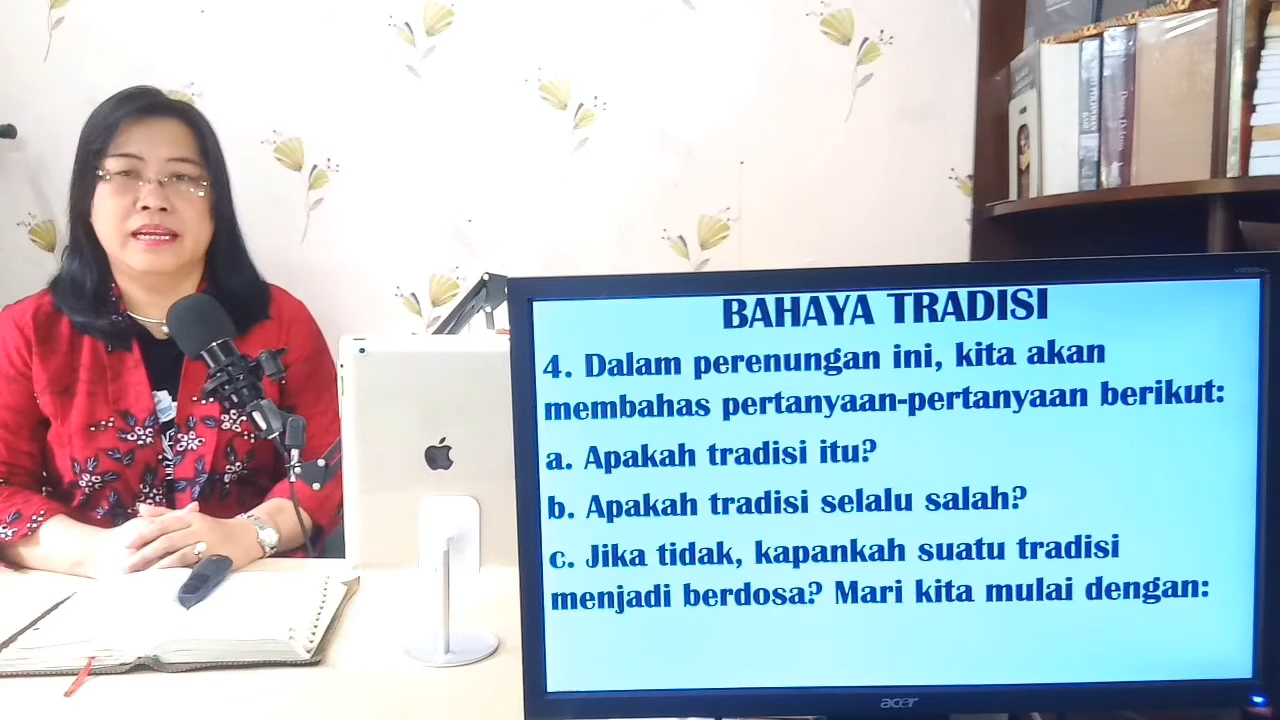 BAHAYA TRADISI
4. Dalam perenungan ini, kita akan
membahas pertanyaan-pertanyaan berikut:
a. Apakah tradisi itu?
b. Apakah tradisi selalu salah?
c. Jika tidak, kapankah suatu tradisi
menjadi berdosa? Mari kita mulai dengan:
acer